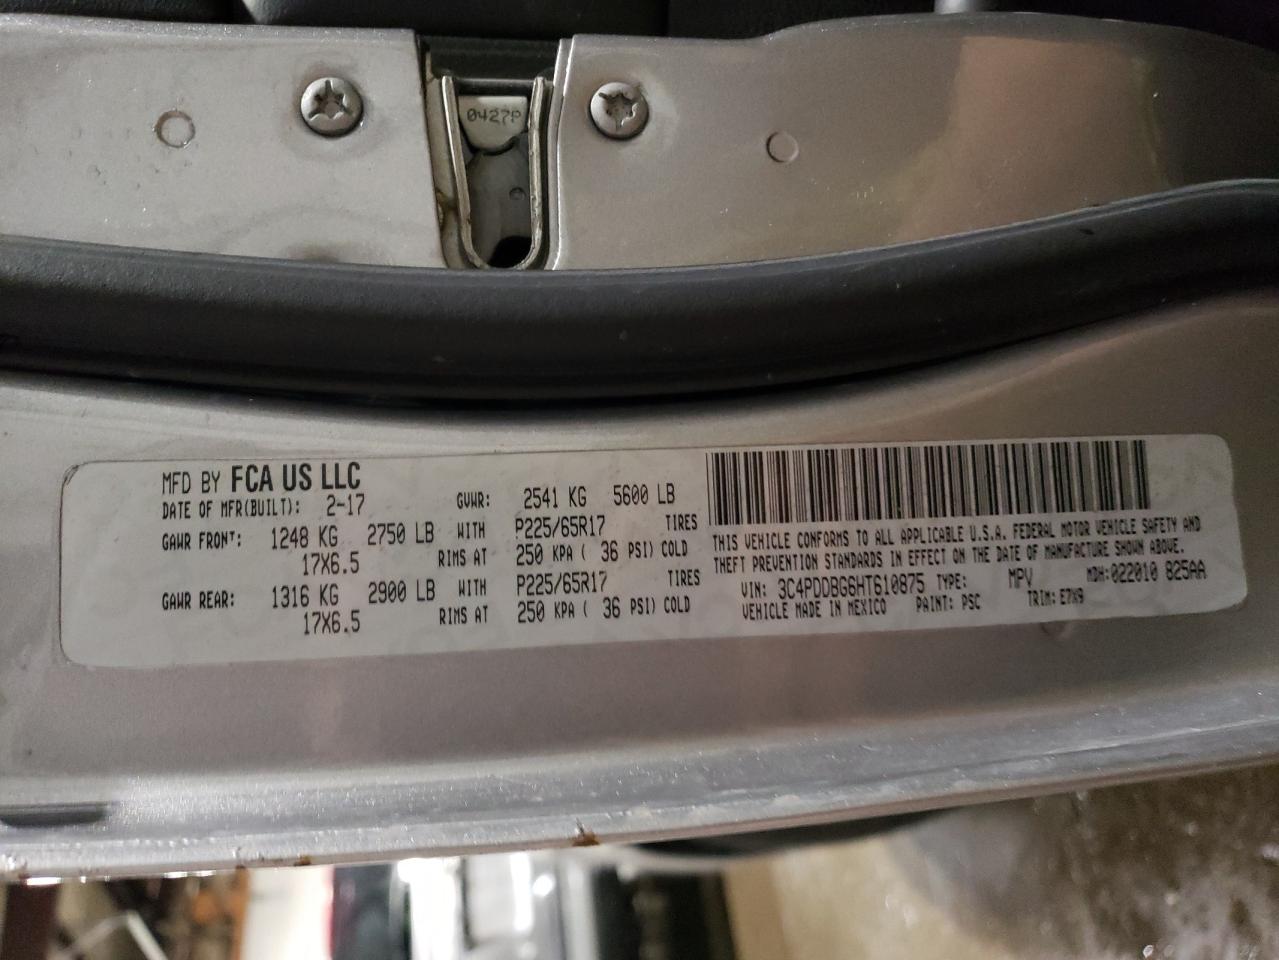 0427P
MFD BY FCA US LLC
DATE OF MFR(BUILT): 2-17 GVWR: 2541 KG 5600 LB
GAWR FRONT: 1248 KG 2750 LB WITH P225/65R17 TIRES
17X6.5 RIMS AT 250 KPA ( 36 PSI) COLD
GAWR REAR: 1316 KG 2900 LB WITH P225/65R17 TIRES
17X6.5 RIMS AT 250 KPA ( 36 PSI) COLD
THIS VEHICLE CONFORMS TO ALL APPLICABLE U.S.A. FEDERAL MOTOR VEHICLE SAFETY AND
THEFT PREVENTION STANDARDS IN EFFECT ON THE DATE OF MANUFACTURE SHOWN ABOVE.
VIN: 3C4PDDBG6HT610875 TYPE: MPV MDH:022010 825AA
VEHICLE MADE IN MEXICO PAINT: PSC TRIM: E7X9